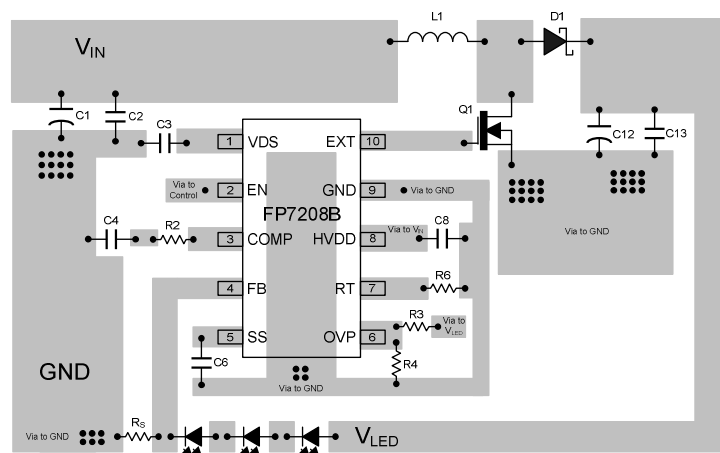 L1
D1
VIN
Q1
C1
C2
C3
C12
C13
1
VDS
EXT
10
Via to
Control
2
EN
GND
9
Via to GND
FP7208B
C4
R2
3
COMP
HVDD
8
Via to VIN
C8
Via to GND
4
FB
RT
7
R6
5
SS
OVP
6
R3
Via to
VLED
C6
R4
GND
Via to GND
Via to GND
RS
VLED